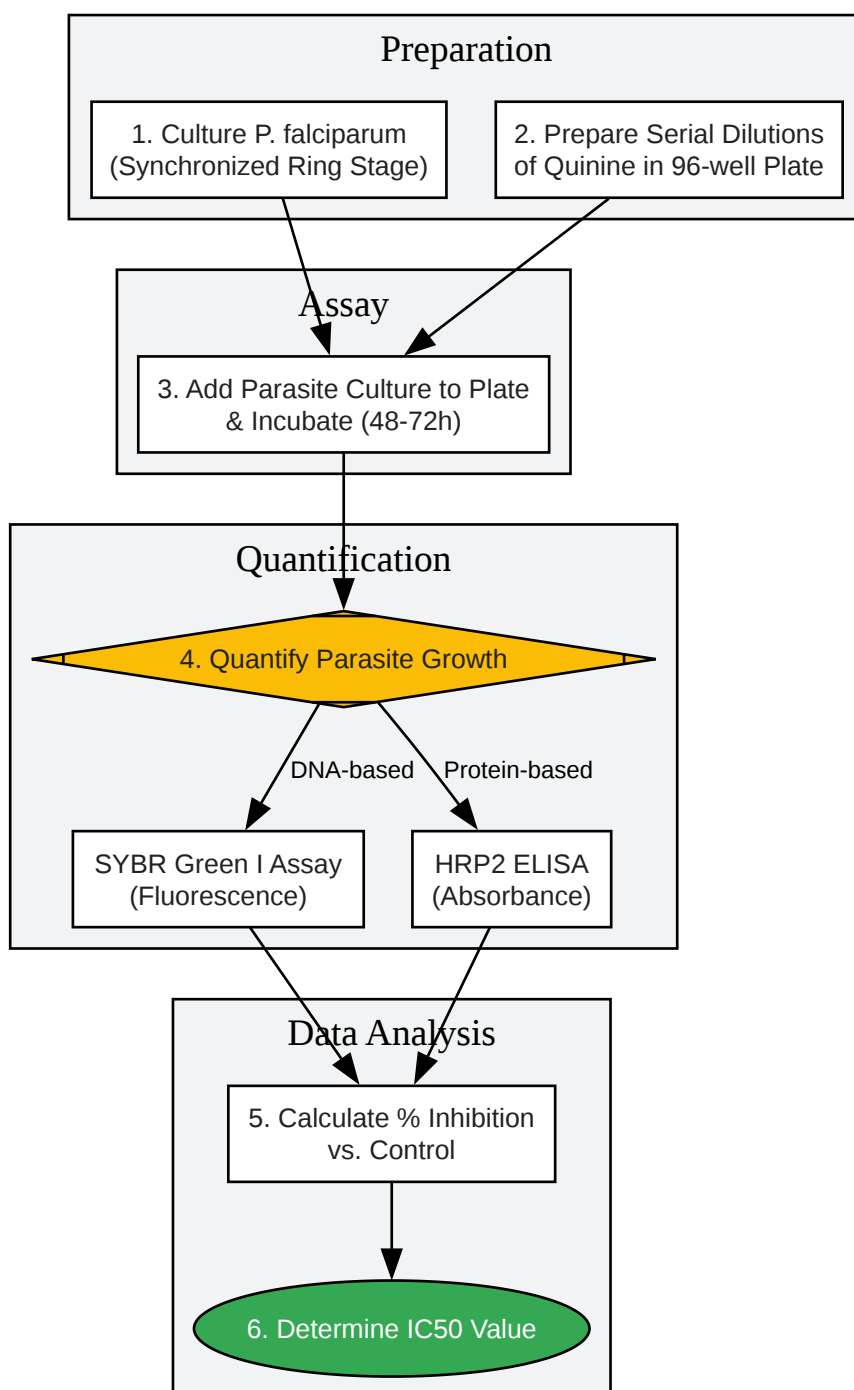 Preparation
1. Culture P. falciparum
(Synchronized Ring Stage)
2. Prepare Serial Dilutions
of Quinine in 96-well Plate
Assay
3. Add Parasite Culture to Plate
& Incubate (48-72h)
Quantification
4. Quantify Parasite Growth
DNA-based
Protein-based
SYBR Green I Assay
(Fluorescence)
HRP2 ELISA
(Absorbance)
Data Analysis
5. Calculate % Inhibition
vs. Control
6. Determine IC50 Value